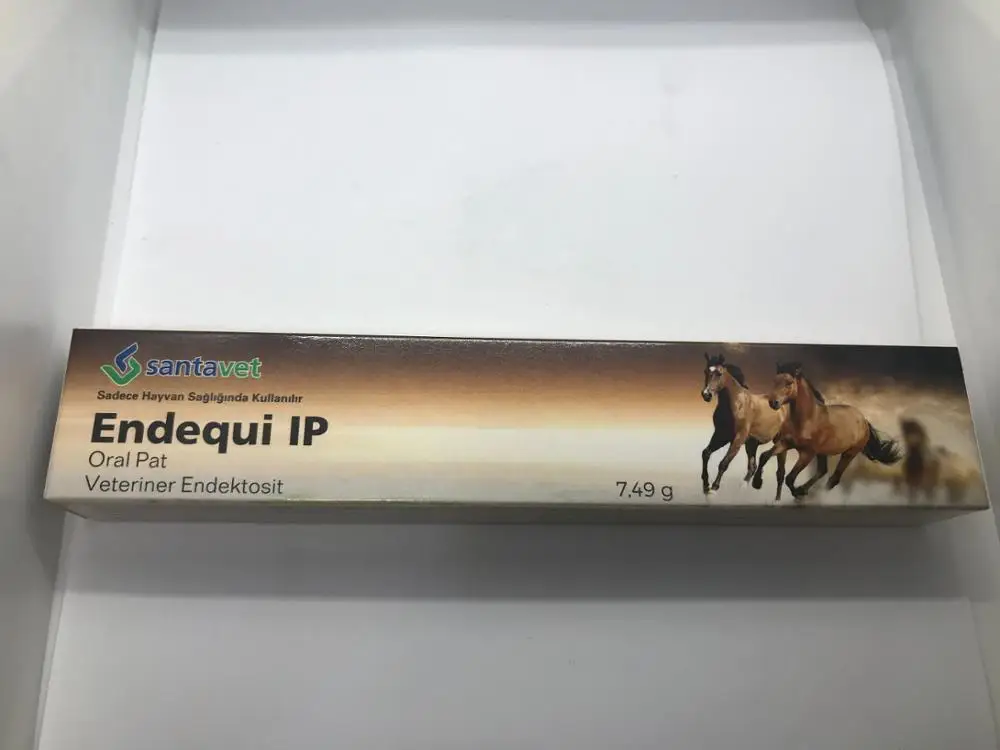 santavet
Sadece Hayvan Sağlığında Kullanılır
Endequi IP
Oral Pat
Veteriner Endektosit
7,49 g